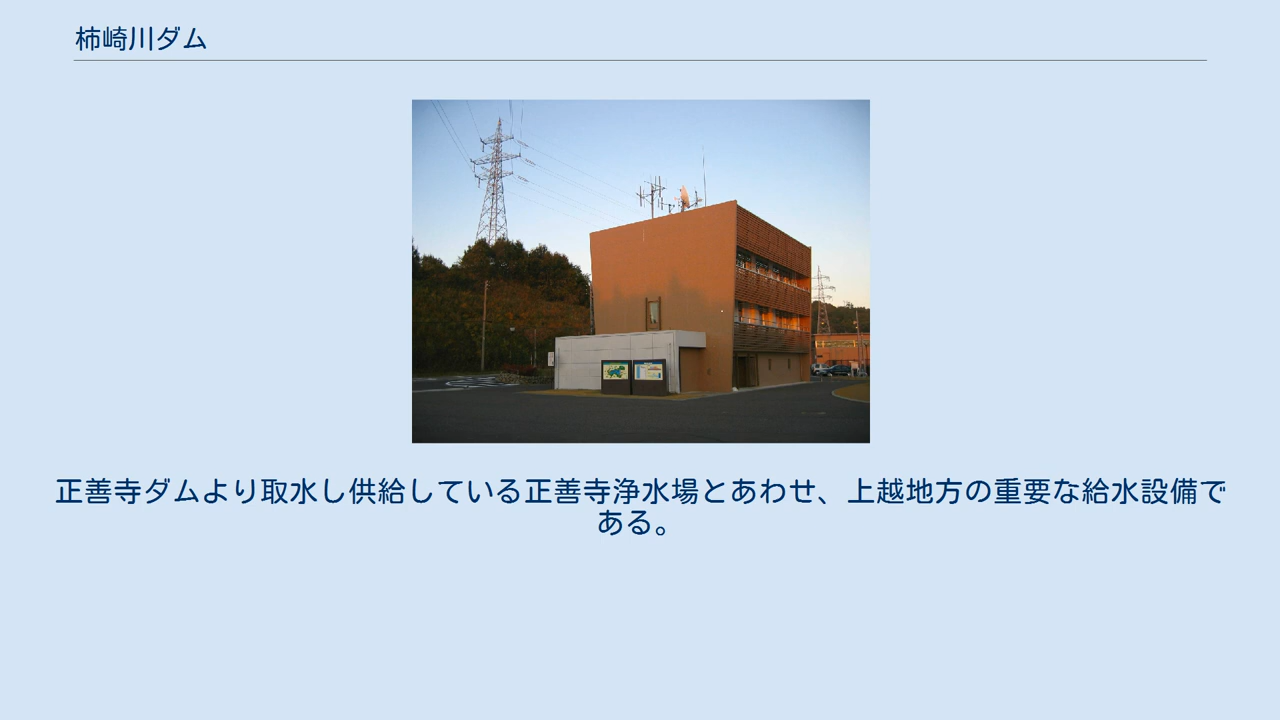 柿崎川ダム
正善寺ダムより取水し供給している正善寺浄水場とあわせ、上越地方の重要な給水設備で
ある。